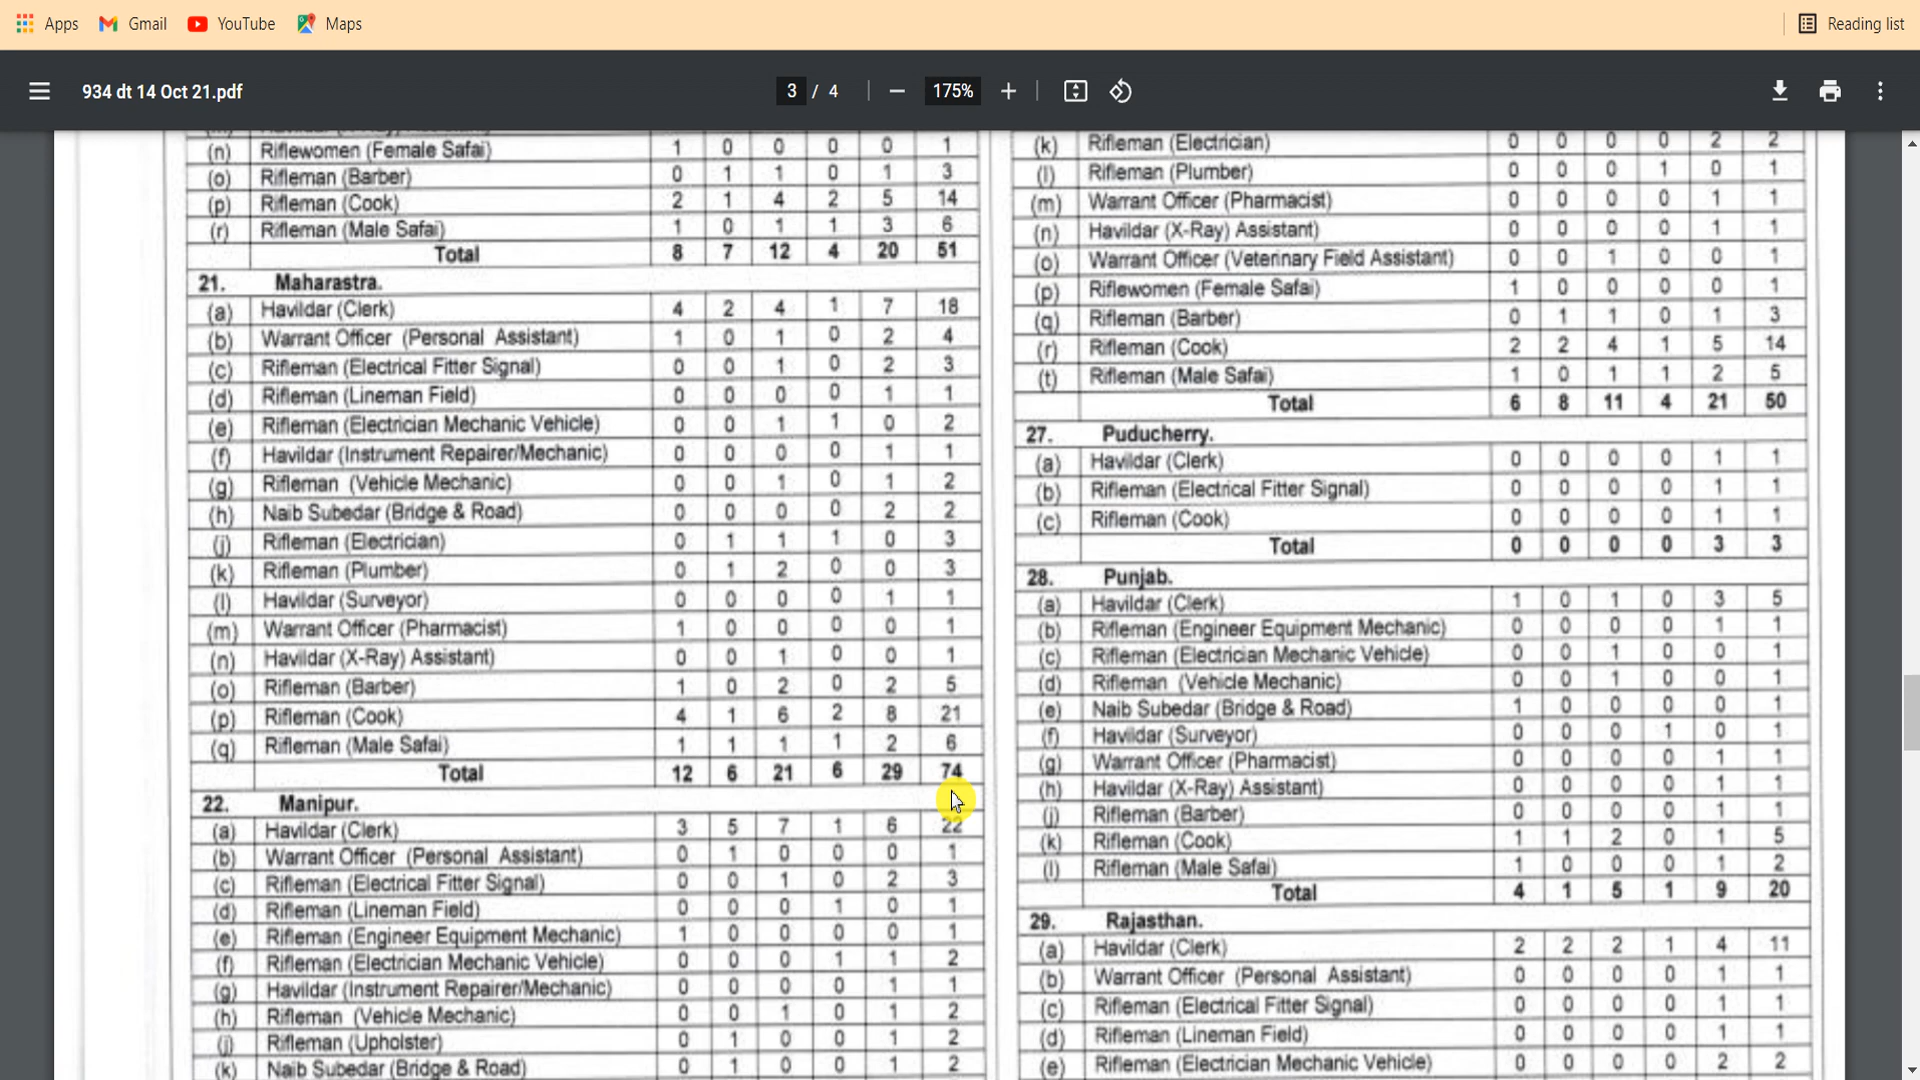 Apps Gmail YouTube Maps Reading list
934 dt 14 Oct 21.pdf 3 / 4 175%
(n) Riflewomen (Female Safai) 1 0 0 0 0 1
(o) Rifleman (Barber) 0 1 1 0 1 3
(p) Rifleman (Cook) 2 1 4 2 5 14
(r) Rifleman (Male Safai) 1 0 1 1 3 6
Total 8 7 12 4 20 51
21. Maharastra.
(a) Havildar (Clerk) 4 2 4 1 7 18
(b) Warrant Officer (Personal Assistant) 1 0 1 0 2 4
(c) Rifleman (Electrical Fitter Signal) 0 0 1 0 2 3
(d) Rifleman (Lineman Field) 0 0 0 0 1 1
(e) Rifleman (Electrician Mechanic Vehicle) 0 0 1 1 0 2
(f) Havildar (Instrument Repairer/Mechanic) 0 0 0 0 1 1
(g) Rifleman (Vehicle Mechanic) 0 0 1 0 1 2
(h) Naib Subedar (Bridge & Road) 0 0 0 0 2 2
(j) Rifleman (Electrician) 0 1 1 1 0 3
(k) Rifleman (Plumber) 0 1 2 0 0 3
(l) Havildar (Surveyor) 0 0 0 0 1 1
(m) Warrant Officer (Pharmacist) 1 0 0 0 0 1
(n) Havildar (X-Ray) Assistant) 0 0 1 0 0 1
(o) Rifleman (Barber) 1 0 2 0 2 5
(p) Rifleman (Cook) 4 1 6 2 8 21
(q) Rifleman (Male Safai) 1 1 1 1 2 6
Total 12 6 21 6 29 74
22. Manipur.
(a) Havildar (Clerk) 3 5 7 1 6 22
(b) Warrant Officer (Personal Assistant) 0 1 0 0 0 1
(c) Rifleman (Electrical Fitter Signal) 0 0 1 0 2 3
(d) Rifleman (Lineman Field) 0 0 0 1 0 1
(e) Rifleman (Engineer Equipment Mechanic) 1 0 0 0 0 1
(f) Rifleman (Electrician Mechanic Vehicle) 0 0 0 1 1 2
(g) Havildar (Instrument Repairer/Mechanic) 0 0 0 0 1 1
(h) Rifleman (Vehicle Mechanic) 0 0 1 0 1 2
(j) Rifleman (Upholster) 0 1 0 0 1 2
(k) Naib Subedar (Bridge & Road) 0 1 0 0 1 2
(k) Rifleman (Electrician) 0 0 0 0 2 2
(l) Rifleman (Plumber) 0 0 0 1 0 1
(m) Warrant Officer (Pharmacist) 0 0 0 0 1 1
(n) Havildar (X-Ray) Assistant) 0 0 0 0 1 1
(o) Warrant Officer (Veterinary Field Assistant) 0 0 1 0 0 1
(p) Riflewomen (Female Safai) 1 0 0 0 0 1
(q) Rifleman (Barber) 0 1 1 0 1 3
(r) Rifleman (Cook) 2 2 4 1 5 14
(t) Rifleman (Male Safai) 1 0 1 1 2 5
Total 6 8 11 4 21 50
27. Puducherry.
(a) Havildar (Clerk) 0 0 0 0 1 1
(b) Rifleman (Electrical Fitter Signal) 0 0 0 0 1 1
(c) Rifleman (Cook) 0 0 0 0 1 1
Total 0 0 0 0 3 3
28. Punjab.
(a) Havildar (Clerk) 1 0 1 0 3 5
(b) Rifleman (Engineer Equipment Mechanic) 0 0 0 0 1 1
(c) Rifleman (Electrician Mechanic Vehicle) 0 0 1 0 0 1
(d) Rifleman (Vehicle Mechanic) 0 0 1 0 0 1
(e) Naib Subedar (Bridge & Road) 1 0 0 0 0 1
(f) Havildar (Surveyor) 0 0 0 1 0 1
(g) Warrant Officer (Pharmacist) 0 0 0 0 1 1
(h) Havildar (X-Ray) Assistant) 0 0 0 0 1 1
(j) Rifleman (Barber) 0 0 0 0 1 1
(k) Rifleman (Cook) 1 1 2 0 1 5
(l) Rifleman (Male Safai) 1 0 0 0 1 2
Total 4 1 5 1 9 20
29. Rajasthan.
(a) Havildar (Clerk) 2 2 2 1 4 11
(b) Warrant Officer (Personal Assistant) 0 0 0 0 1 1
(c) Rifleman (Electrical Fitter Signal) 0 0 0 0 1 1
(d) Rifleman (Lineman Field) 0 0 0 0 1 1
(e) Rifleman (Electrician Mechanic Vehicle) 0 0 0 0 2 2